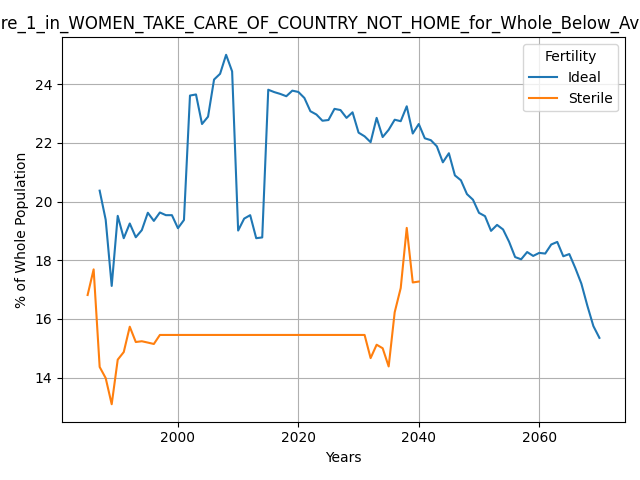 re_1_in_WOMEN_TAKE_CARE_OF_COUNTRY_NOT_HOME_for_Whole_Below_Av
Fertility
Ideal
Sterile
% of Whole Population
24
22
20
18
16
14
2000 2020 2040 2060
Years